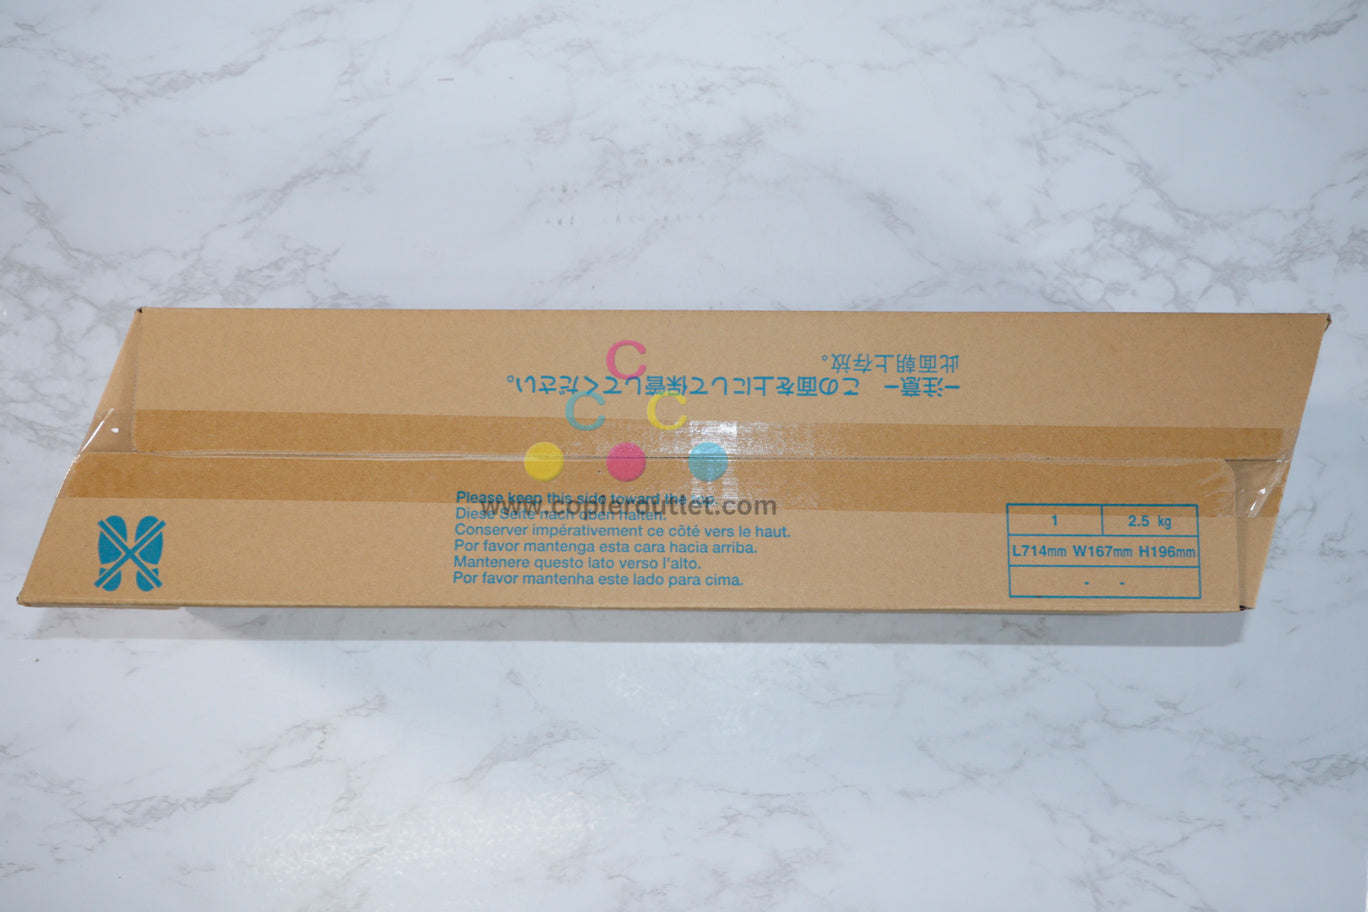 此面朝上存放。
ー注意ー この面を上にして保管してください。
C
C C
www.copieroutlet.com
Please keep this side toward the top.
Diese Seite nach oben halten.
Conserver impérativement ce côté vers le haut.
Por favor mantenga esta cara hacia arriba.
Mantenere questo lato verso l'alto.
Por favor mantenha este lado para cima.
1 2.5 kg
L714mm W167mm H196mm
- -